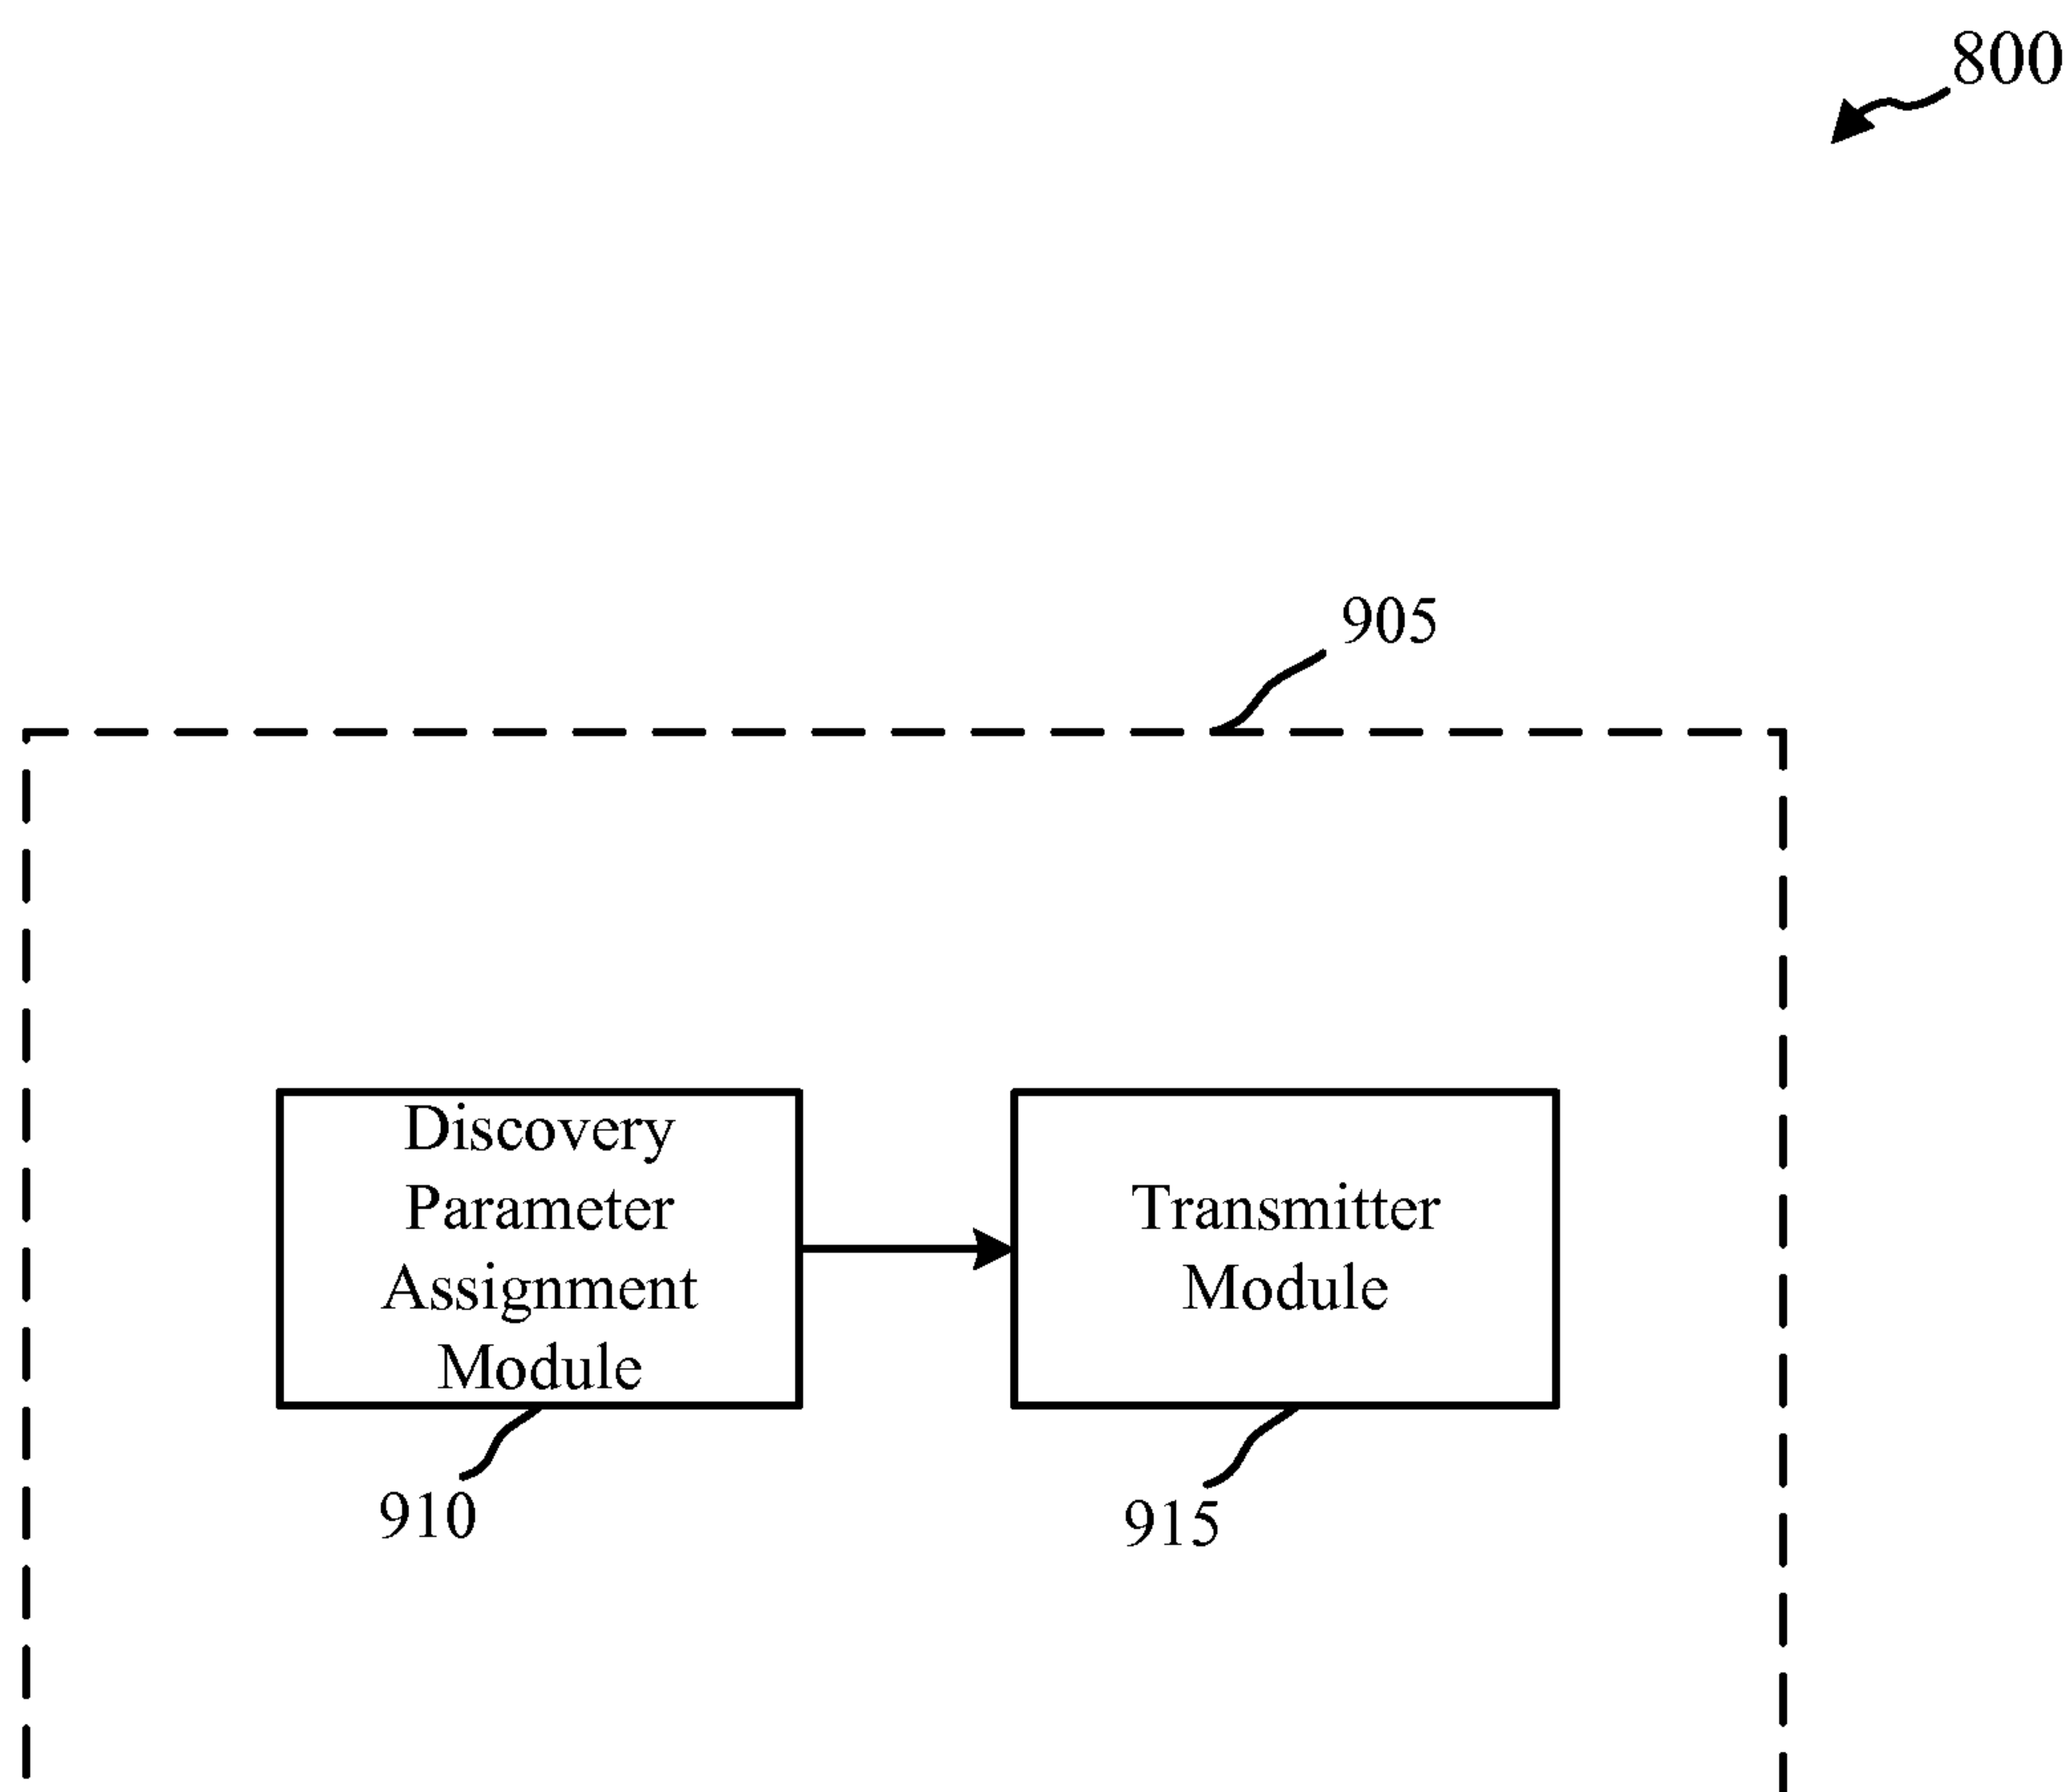 800
905
Discovery
Parameter
Assignment
Module
Transmitter
Module
910
915